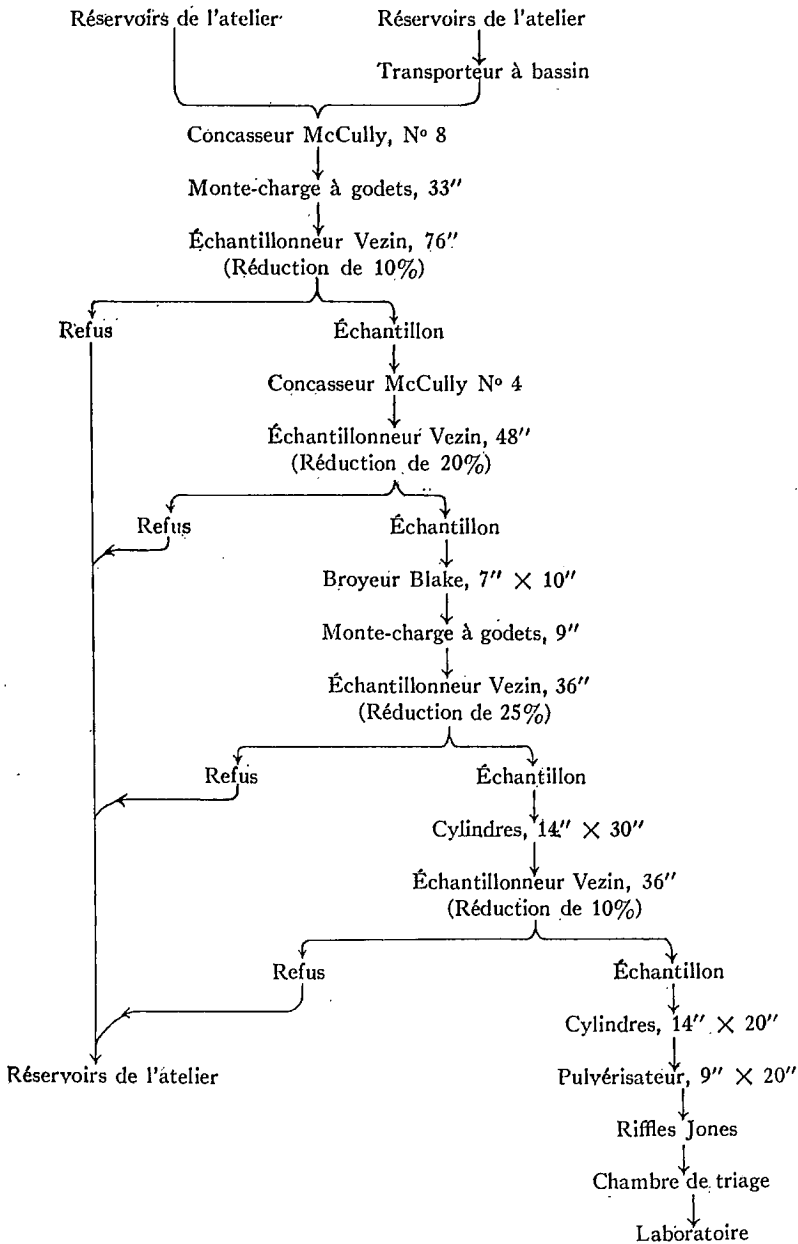 Réservoirs de l'atelier
Réservoirs de l'atelier
Transporteur à bassin
Concasseur McCully, Nº 8
Monte-charge à godets, 33″
Échantillonneur Vezin, 76″
(Réduction de 10%)
Refus
Échantillon
Concasseur McCully Nº 4
Échantillonneur Vezin, 48″
(Réduction de 20%)
Refus
Échantillon
Broyeur Blake, 7″ × 10″
Monte-charge à godets, 9″
Échantillonneur Vezin, 36″
(Réduction de 25%)
Refus
Échantillon
Cylindres, 14″ × 30″
Échantillonneur Vezin, 36″
(Réduction de 10%)
Refus
Échantillon
Cylindres, 14″ × 20″
Réservoirs de l'atelier
Pulvérisateur, 9″ × 20″
Riffles Jones
Chambre de triage
Laboratoire